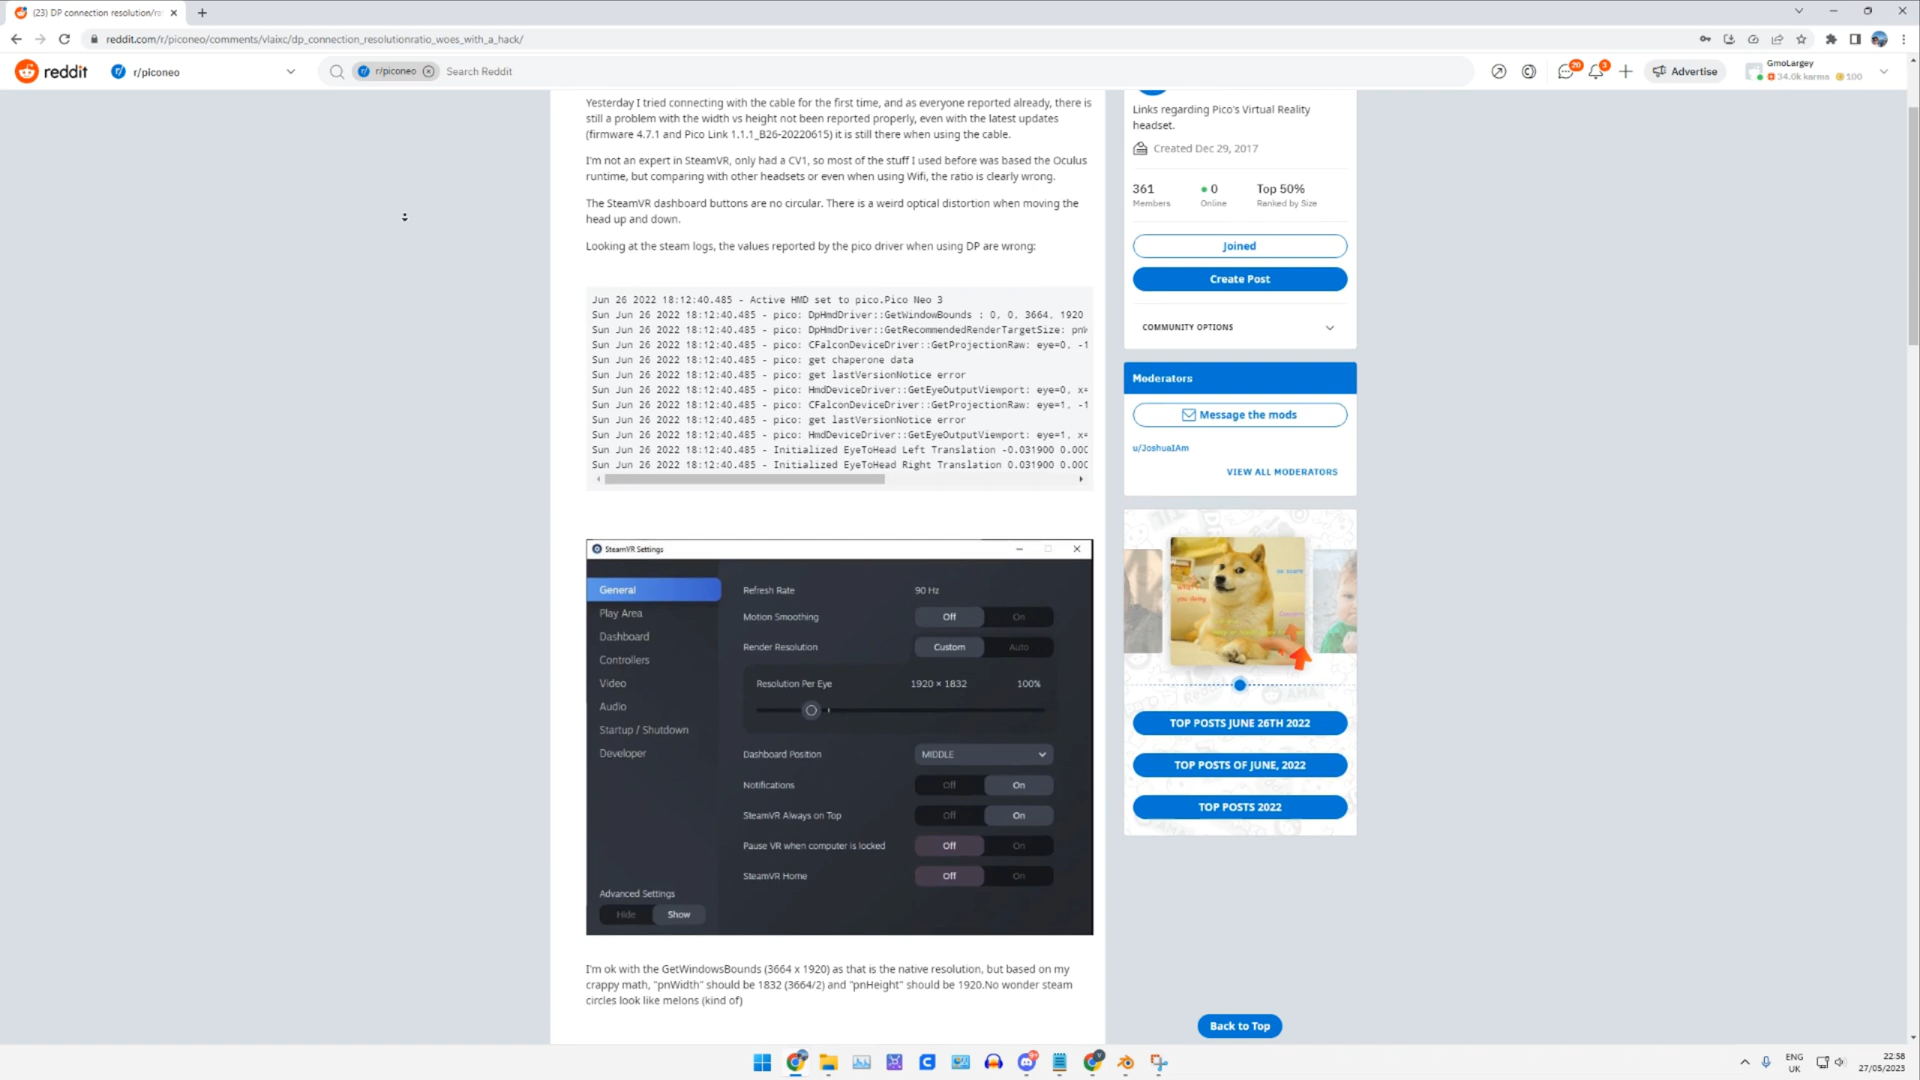 (23) DP connection resolution/ra
reddit.com/r/piconeo/comments/vlaixc/dp_connection_resolutionratio_woes_with_a_hack/
reddit
r/piconeo
r/piconeo
Search Reddit
20
3
Advertise
GmoLargey
34.0k karma
100
Yesterday I tried connecting with the cable for the first time, and as everyone reported already, there is
still a problem with the width vs height not been reported properly, even with the latest updates
(firmware 4.7.1 and Pico Link 1.1.1_B26-20220615) it is still there when using the cable.
I'm not an expert in SteamVR, only had a CV1, so most of the stuff I used before was based the Oculus
runtime, but comparing with other headsets or even when using Wifi, the ratio is clearly wrong.
The SteamVR dashboard buttons are no circular. There is a weird optical distortion when moving the
head up and down.
Looking at the steam logs, the values reported by the pico driver when using DP are wrong:
Jun 26 2022 18:12:40.485 - Active HMD set to pico.Pico Neo 3
Sun Jun 26 2022 18:12:40.485 - pico: DpHmdDriver::GetWindowBounds : 0, 0, 3664, 1920
Sun Jun 26 2022 18:12:40.485 - pico: DpHmdDriver::GetRecommendedRenderTargetSize: pnW
Sun Jun 26 2022 18:12:40.485 - pico: CFalconDeviceDriver::GetProjectionRaw: eye=0, -1
Sun Jun 26 2022 18:12:40.485 - pico: get chaperone data
Sun Jun 26 2022 18:12:40.485 - pico: get lastVersionNotice error
Sun Jun 26 2022 18:12:40.485 - pico: HmdDeviceDriver::GetEyeOutputViewport: eye=0, x=
Sun Jun 26 2022 18:12:40.485 - pico: CFalconDeviceDriver::GetProjectionRaw: eye=1, -1
Sun Jun 26 2022 18:12:40.485 - pico: get lastVersionNotice error
Sun Jun 26 2022 18:12:40.485 - pico: HmdDeviceDriver::GetEyeOutputViewport: eye=1, x=
Sun Jun 26 2022 18:12:40.485 - Initialized EyeToHead Left Translation -0.031900 0.000
Sun Jun 26 2022 18:12:40.485 - Initialized EyeToHead Right Translation 0.031900 0.000
SteamVR Settings
General
Play Area
Dashboard
Controllers
Video
Audio
Startup / Shutdown
Developer
Advanced Settings
Hide Show
Refresh Rate 90 Hz
Motion Smoothing Off On
Render Resolution Custom Auto
Resolution Per Eye 1920 × 1832 100%
Dashboard Position MIDDLE
Notifications Off On
SteamVR Always on Top Off On
Pause VR when computer is locked Off On
SteamVR Home Off On
I'm ok with the GetWindowsBounds (3664 x 1920) as that is the native resolution, but based on my
crappy math, "pnWidth" should be 1832 (3664/2) and "pnHeight" should be 1920.No wonder steam
circles look like melons (kind of)
Links regarding Pico's Virtual Reality
headset.
Created Dec 29, 2017
361 0 Top 50%
Members Online Ranked by Size
Joined
Create Post
COMMUNITY OPTIONS
Moderators
Message the mods
u/JoshuaIAm
VIEW ALL MODERATORS
so scare
you doing
TOP POSTS JUNE 26TH 2022
TOP POSTS OF JUNE, 2022
TOP POSTS 2022
Back to Top
ENG
UK
22:58
27/05/2023